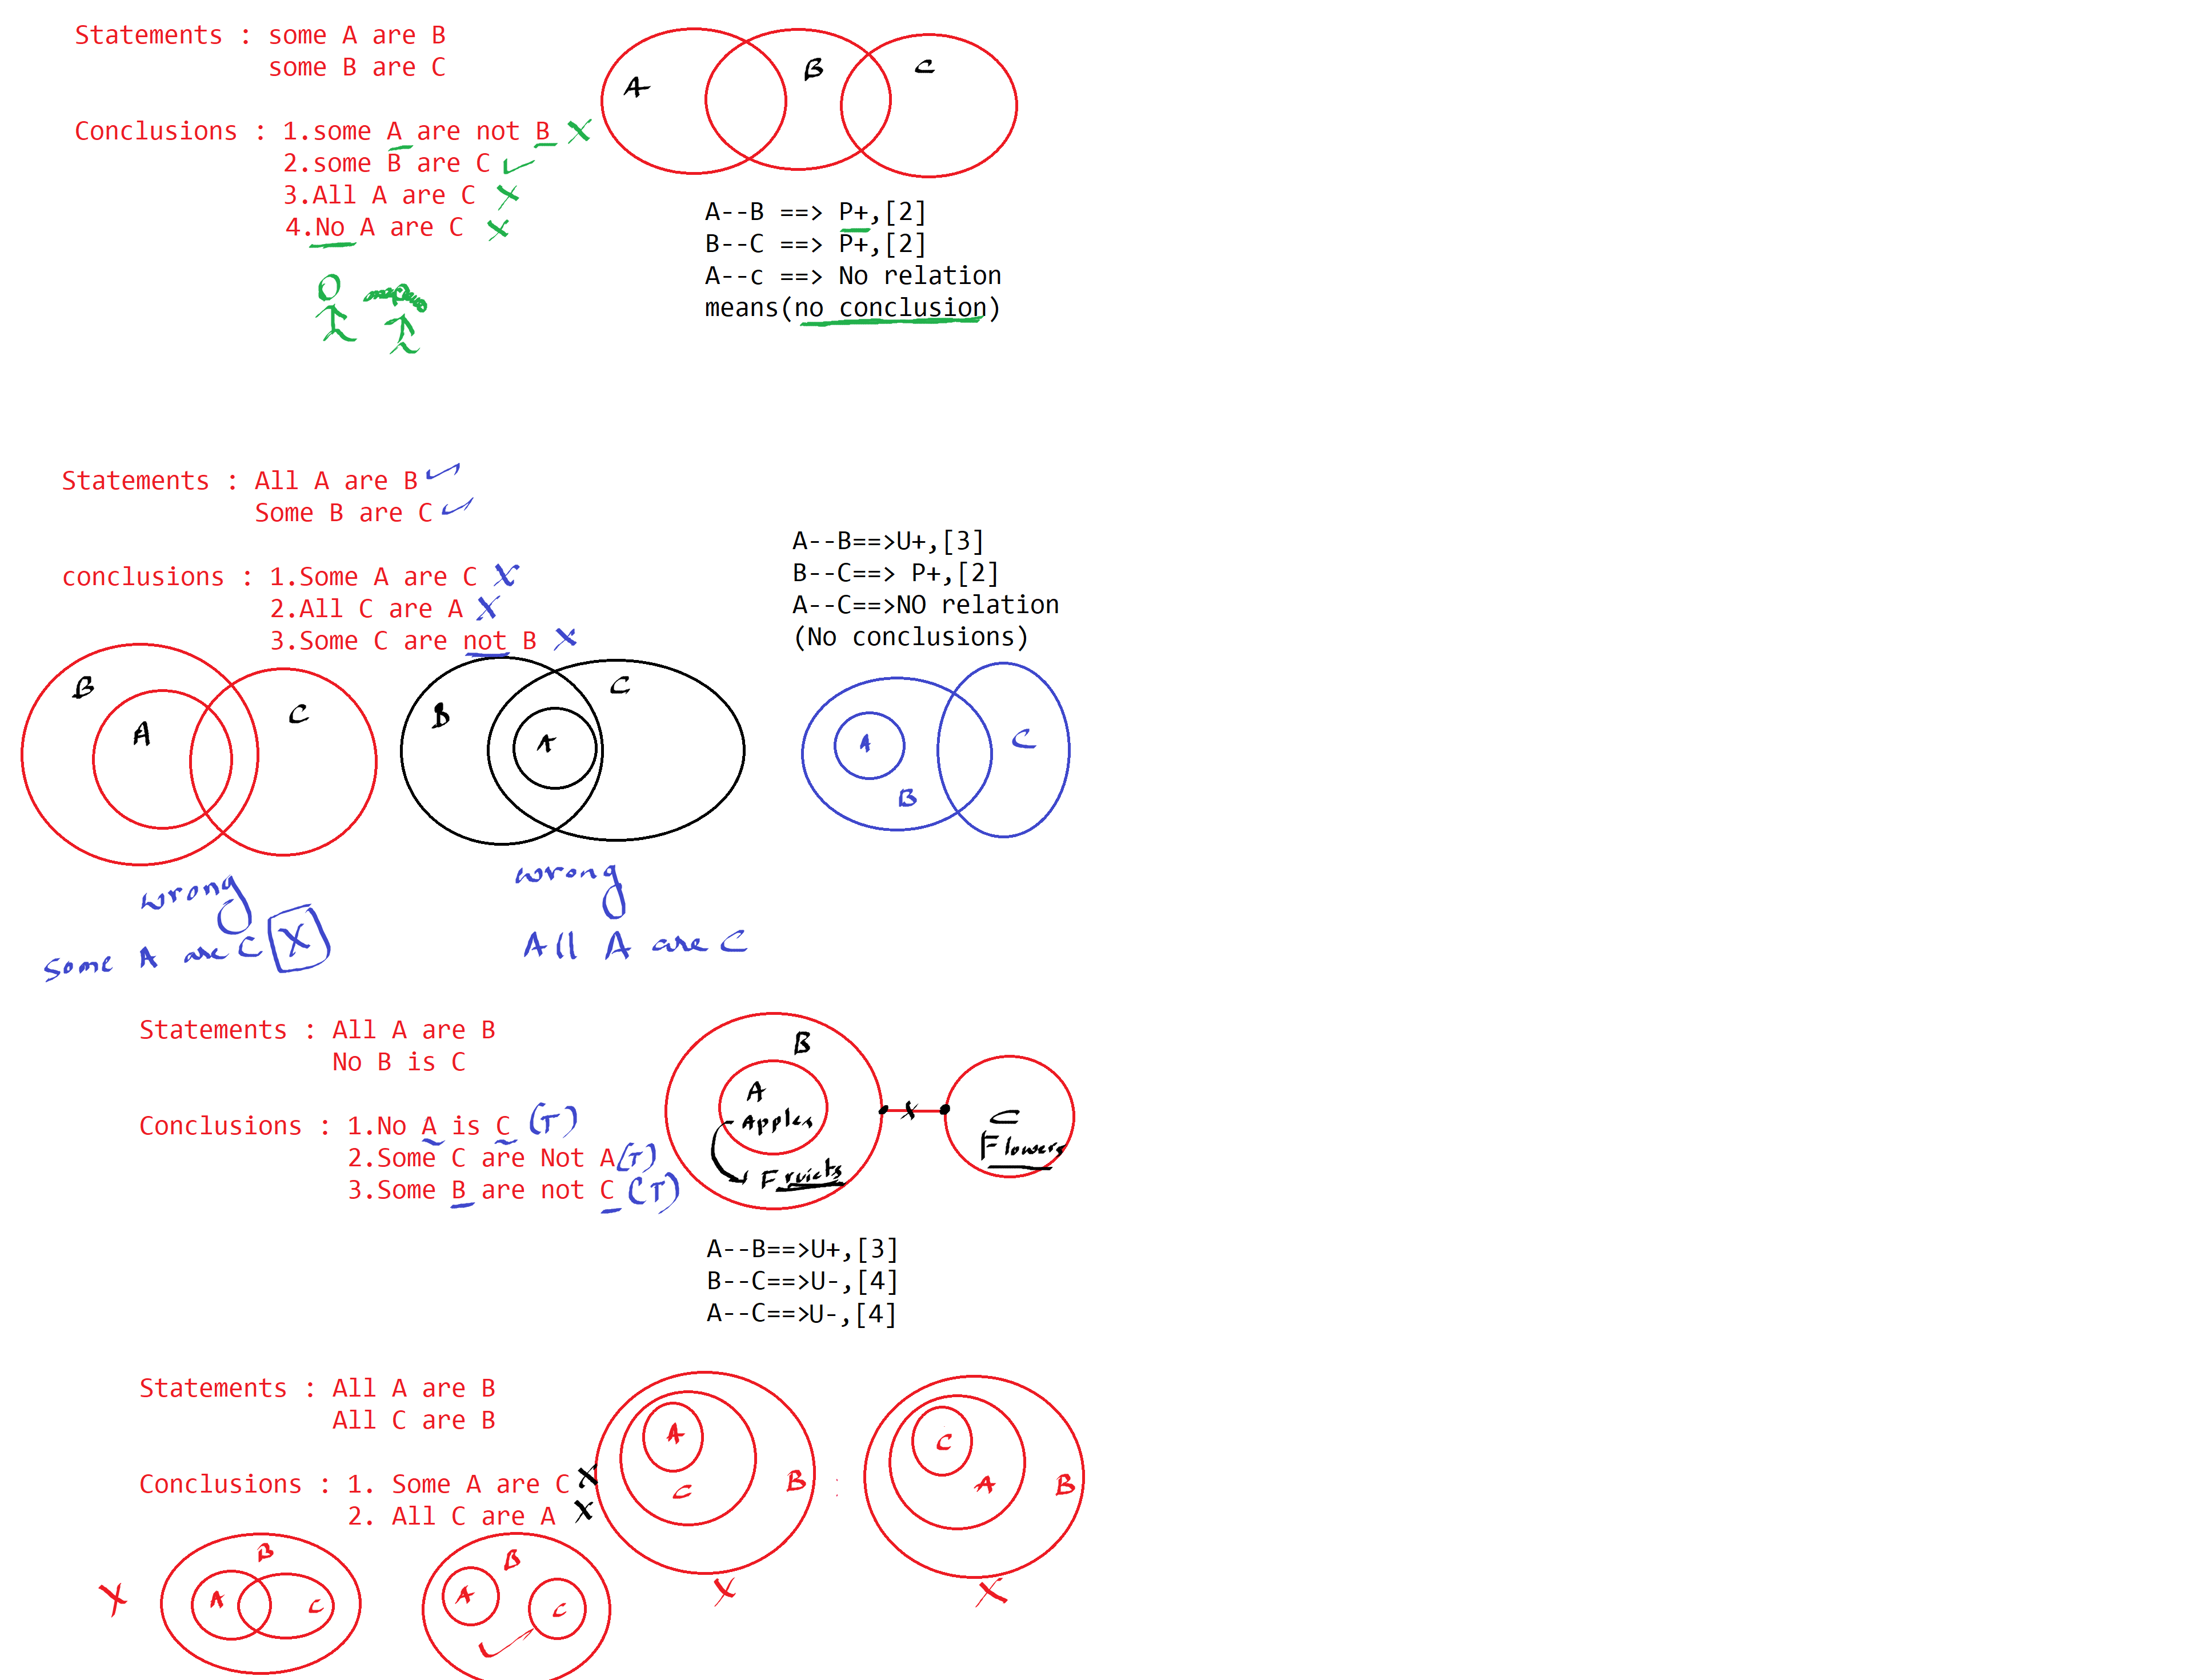 Statements : some A are B
some B are C
A
B
C
Conclusions : 1.some A are not B X
2.some B are C ✓
3.All A are C X
4.No A are C X
A--B ==> P+,[2]
B--C ==> P+,[2]
A--c ==> No relation
means(no conclusion)
Statements : All A are B ✓
Some B are C ✓
conclusions : 1.Some A are C X
2.All C are A X
3.Some C are not B X
A--B==>U+,[3]
B--C==> P+,[2]
A--C==>NO relation
(No conclusions)
B
A
C
B
A
C
A
B
C
wrong
Some A are C X
wrong
All A are C
Statements : All A are B
No B is C
Conclusions : 1.No A is C (T)
2.Some C are Not A(T)
3.Some B are not C (T)
B
A
Apples
Fruicts
x
C
Flowers
A--B==>U+,[3]
B--C==>U-,[4]
A--C==>U-,[4]
Statements : All A are B
All C are B
Conclusions : 1. Some A are C X
2. All C are A X
A
C
B
X
C
A
B
X
X
B
A
C
B
A
C
✓